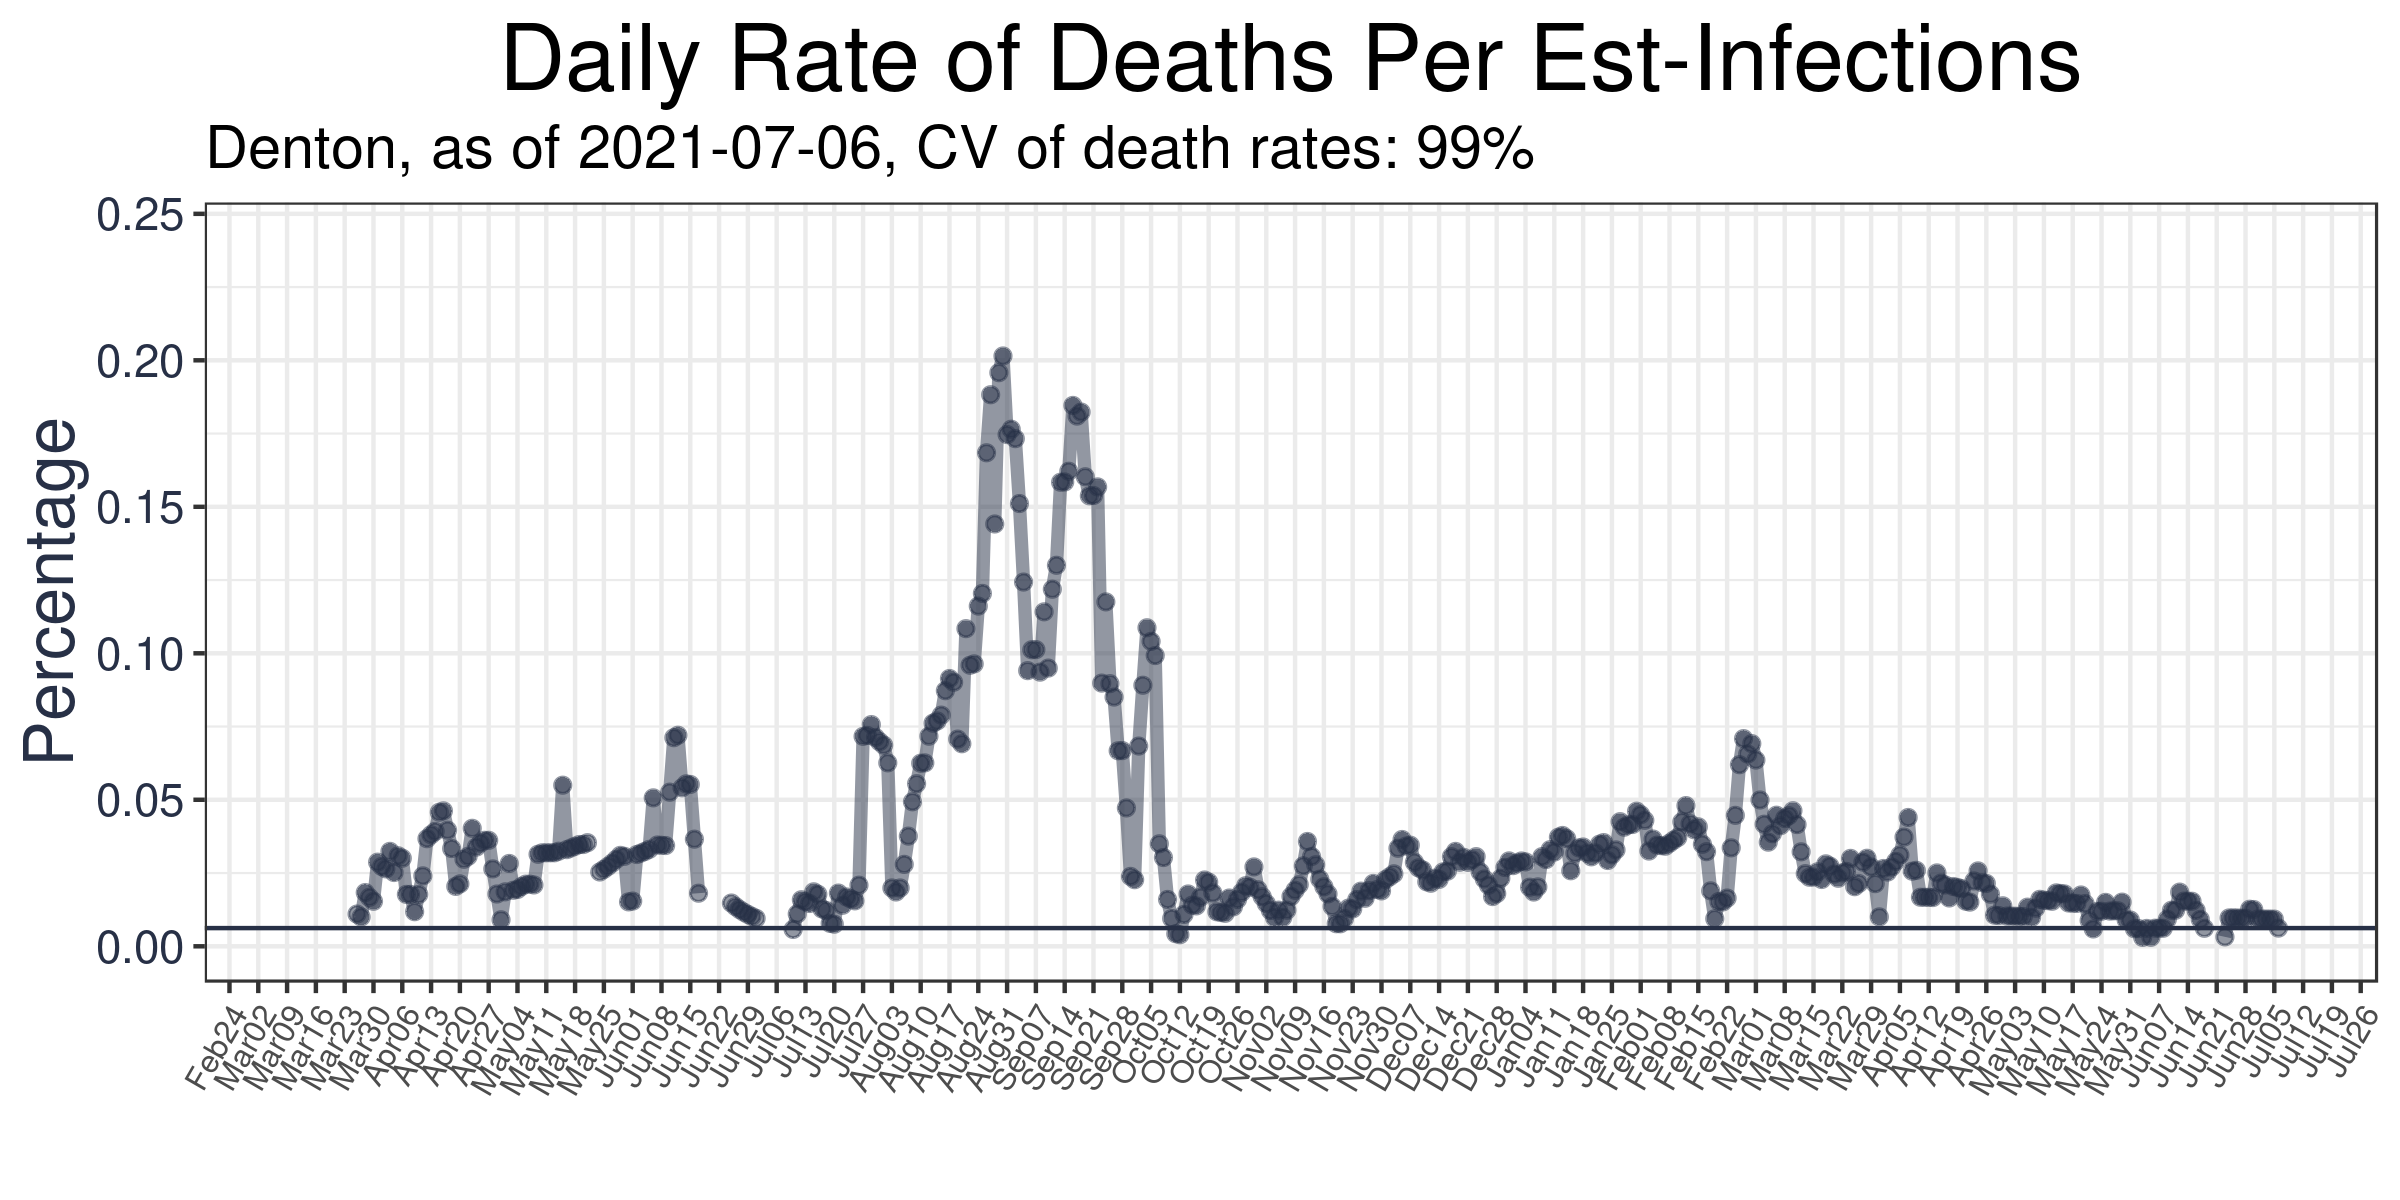 Daily Rate of Deaths Per Est-Infections
Denton, as of 2021-07-06, CV of death rates: 99%
Percentage
0.25
0.20
0.15
0.10
0.05
0.00
Feb24
Mar02
Mar09
Mar16
Mar23
Mar30
Apr06
Apr13
Apr20
Apr27
May04
May11
May18
May25
Jun01
Jun08
Jun15
Jun22
Jun29
Jul06
Jul13
Jul20
Jul27
Aug03
Aug10
Aug17
Aug24
Aug31
Sep07
Sep14
Sep21
Sep28
Oct05
Oct12
Oct19
Oct26
Nov02
Nov09
Nov16
Nov23
Nov30
Dec07
Dec14
Dec21
Dec28
Jan04
Jan11
Jan18
Jan25
Feb01
Feb08
Feb15
Feb22
Mar01
Mar08
Mar15
Mar22
Mar29
Apr05
Apr12
Apr19
Apr26
May03
May10
May17
May24
May31
Jun07
Jun14
Jun21
Jun28
Jul05
Jul12
Jul19
Jul26